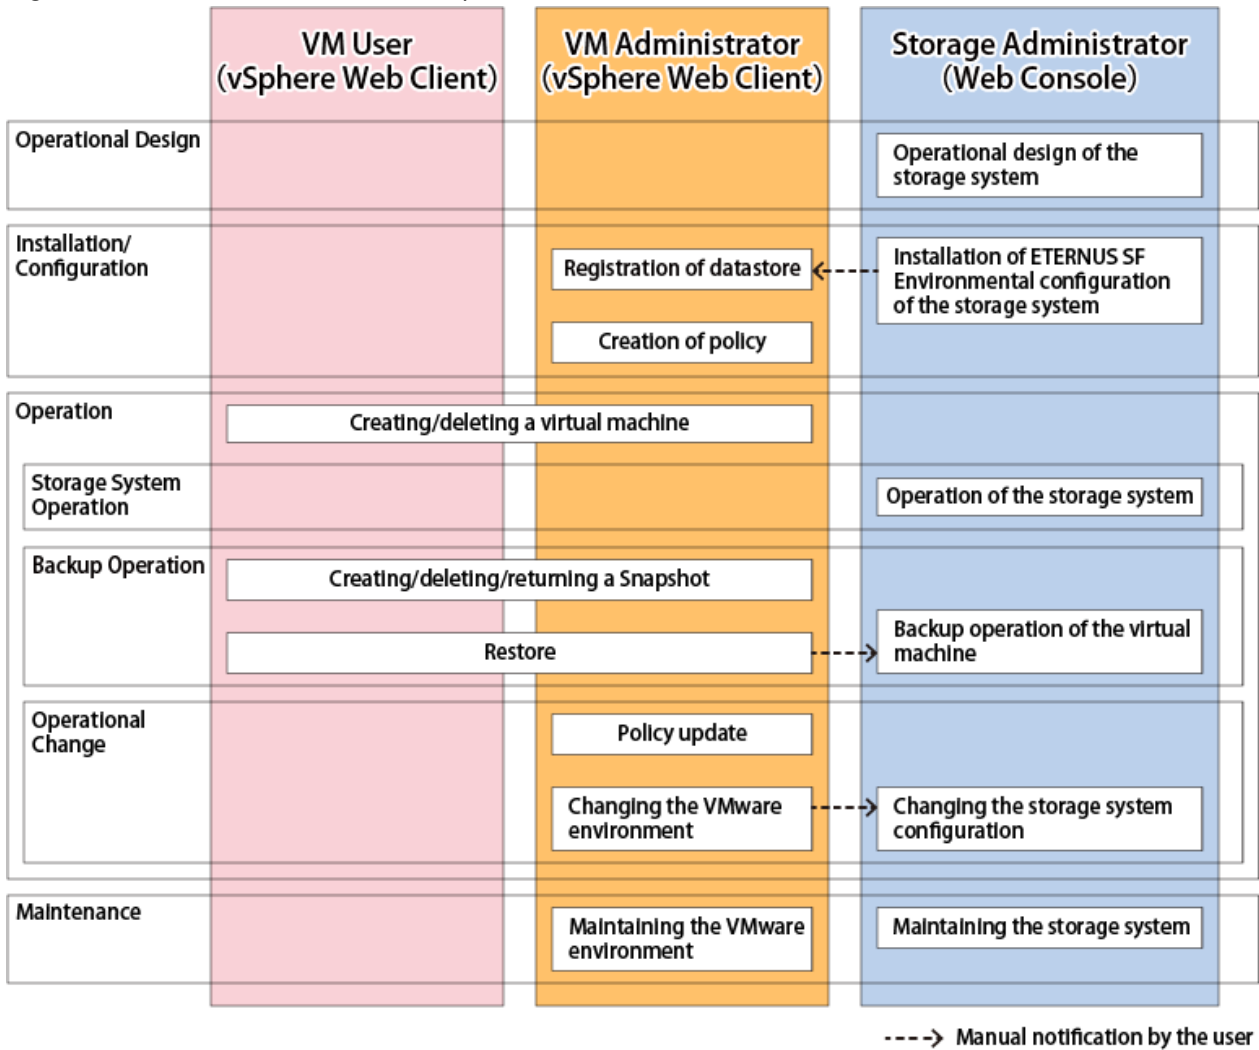 VM User
(vSphere Web Client)
VM Administrator
(vSphere Web Client)
Storage Administrator
(Web Console)
Operational Design
Operational design of the
storage system
Installation/
Configuration
Registration of datastore
Installation of ETERNUS SF
Environmental configuration
of the storage system
Creation of policy
Operation
Creating/deleting a virtual machine
Storage System
Operation
Operation of the storage system
Backup Operation
Creating/deleting/returning a Snapshot
Restore
Backup operation of the virtual
machine
Operational
Change
Policy update
Changing the VMware
environment
Changing the storage system
configuration
Maintenance
Maintaining the VMware
environment
Maintaining the storage system
Manual notification by the user